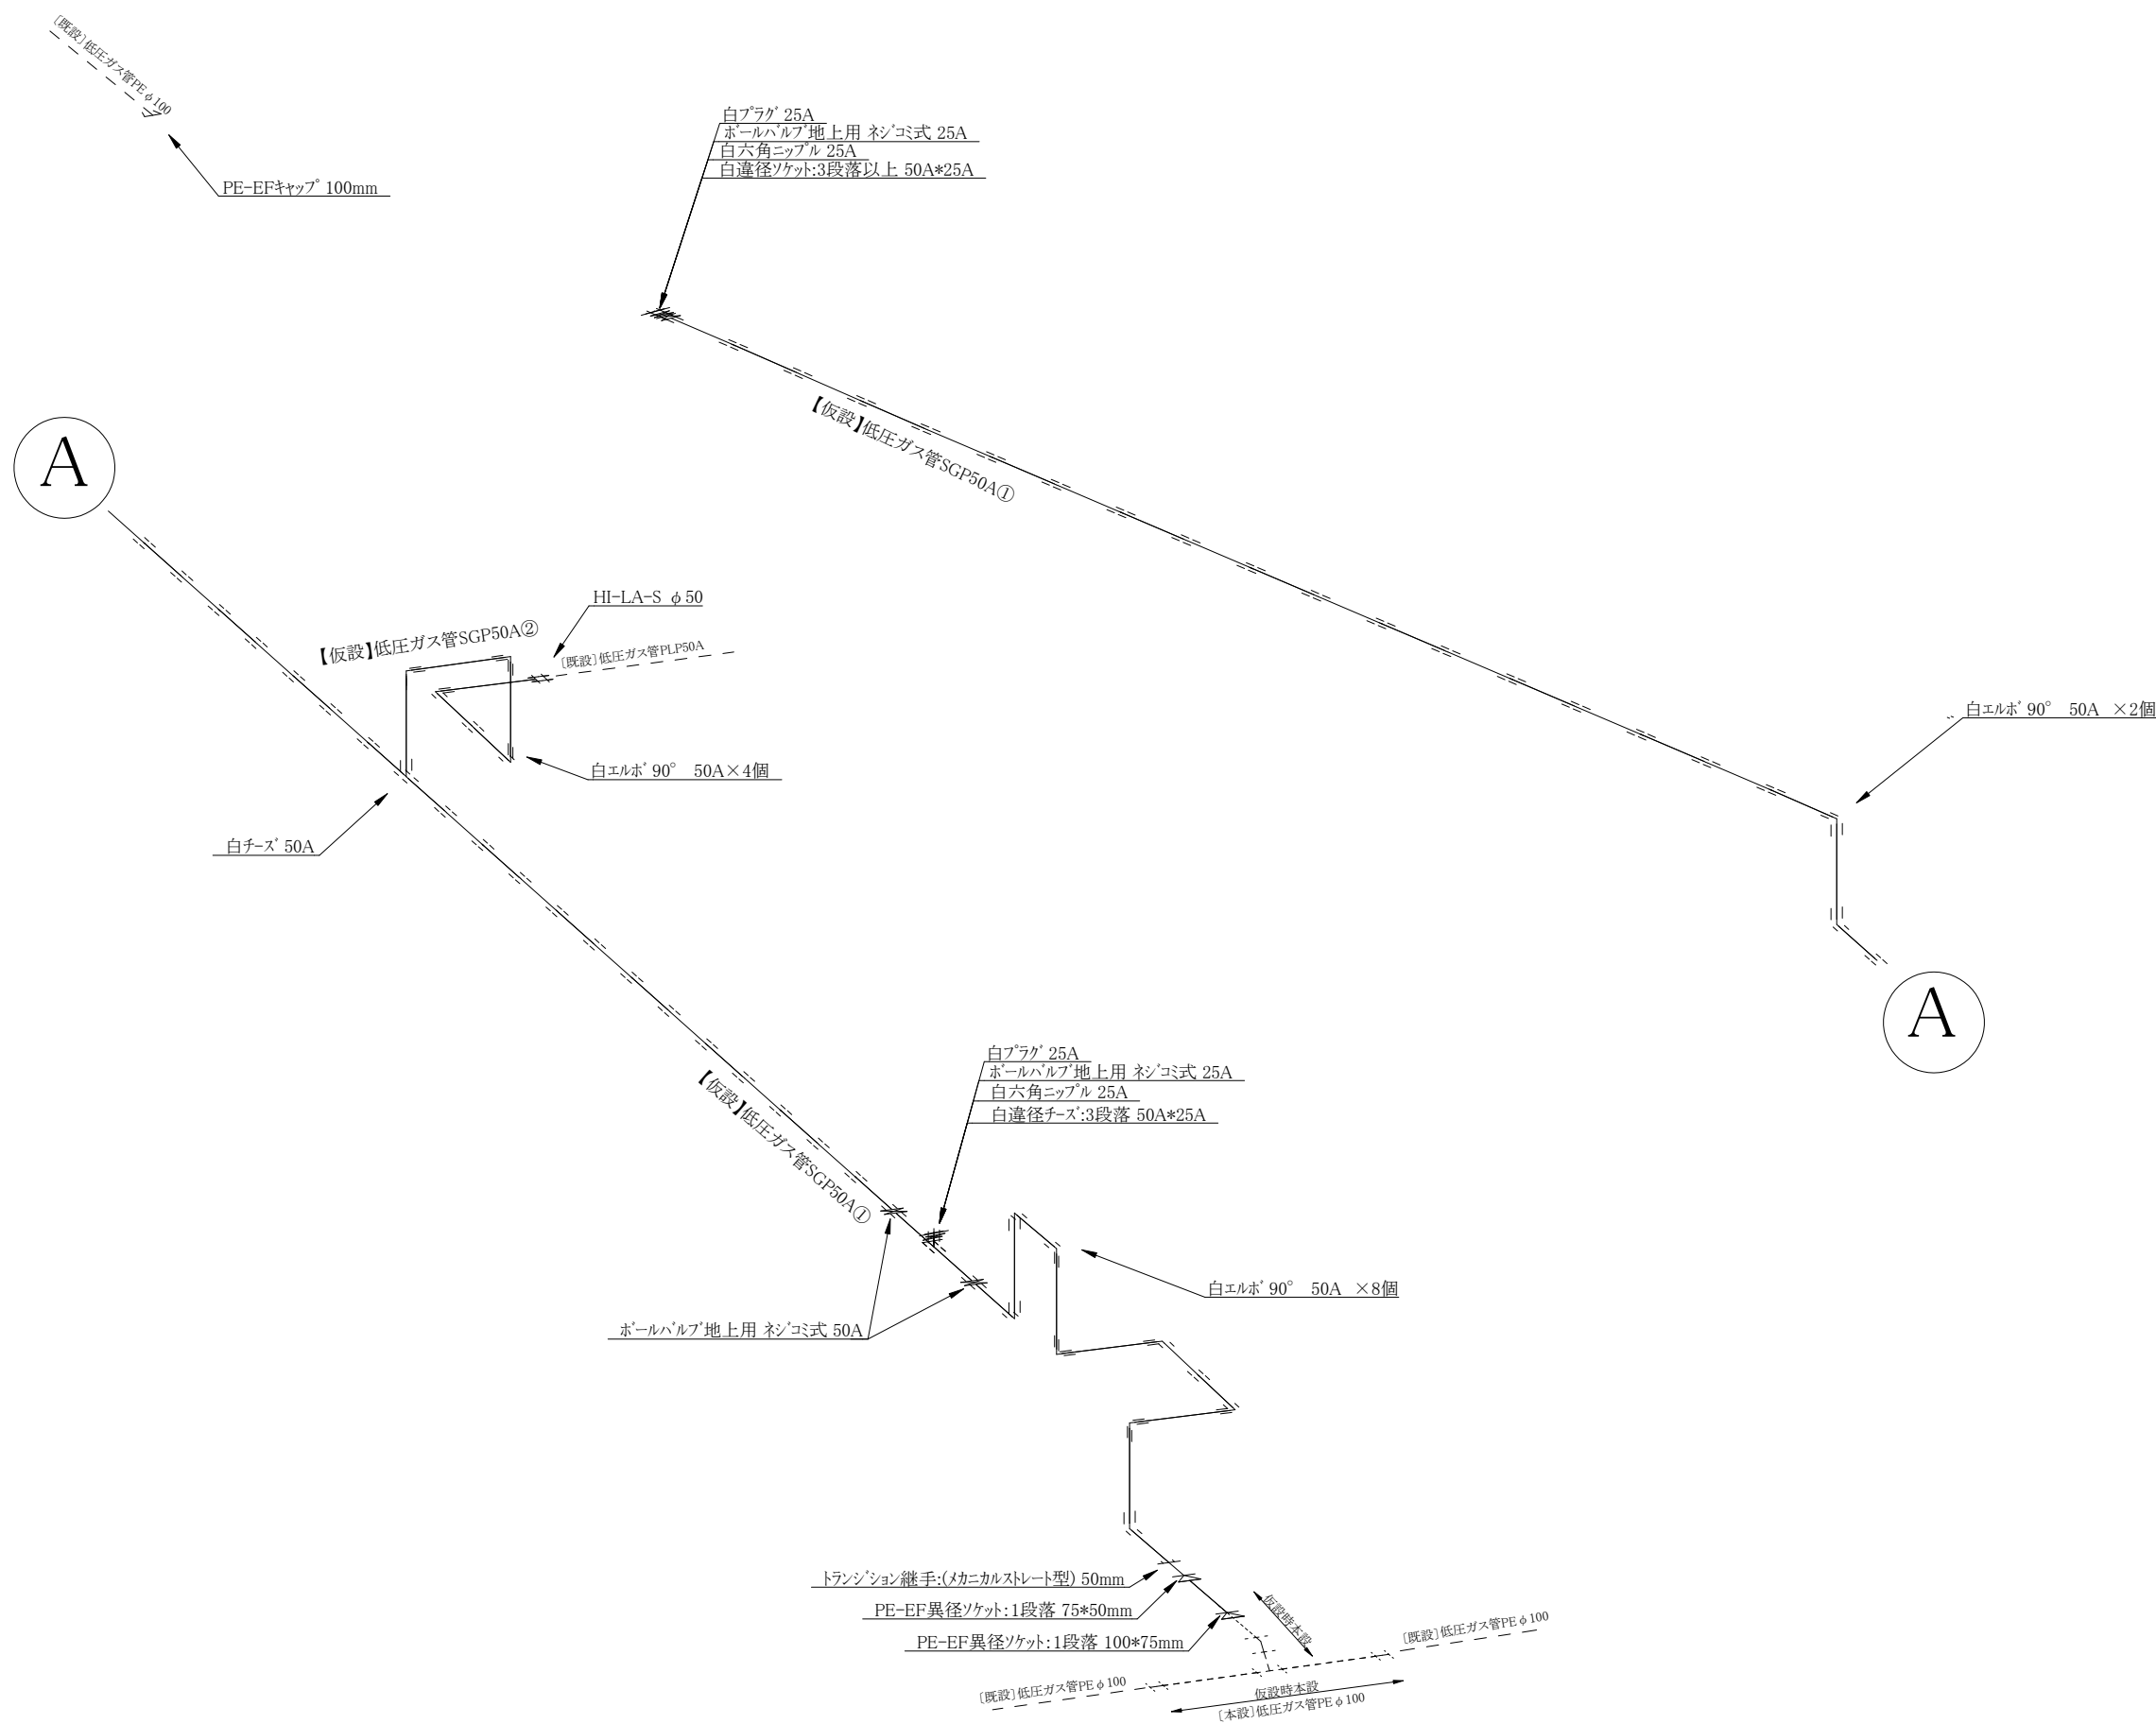 ［既設］低圧ガス管PEφ100
PE-EFｷｬｯﾌﾟ 100mm
白ﾌﾟﾗｸﾞ 25A
ﾎﾞｰﾙﾊﾞﾙﾌﾞ地上用 ﾈｼﾞｺﾐ式 25A
白六角ﾆｯﾌﾟﾙ 25A
白違径ｿｹｯﾄ:3段落以上 50A*25A
【仮設】低圧ガス管SGP50A①
A
HI-LA-S φ50
【仮設】低圧ガス管SGP50A②
［既設］低圧ガス管PLP50A
白ｴﾙﾎﾞ 90°　50A×4個
白ﾁｰｽﾞ 50A
白ｴﾙﾎﾞ 90°　50A　×2個
A
白ﾌﾟﾗｸﾞ 25A
ﾎﾞｰﾙﾊﾞﾙﾌﾞ地上用 ﾈｼﾞｺﾐ式 25A
白六角ﾆｯﾌﾟﾙ 25A
白違径ﾁｰｽﾞ:3段落 50A*25A
【仮設】低圧ガス管SGP50A①
白ｴﾙﾎﾞ 90°　50A　×8個
ﾎﾞｰﾙﾊﾞﾙﾌﾞ地上用 ﾈｼﾞｺﾐ式 50A
ﾄﾗﾝｼﾞｼｮﾝ継手:(ﾒｶﾆｶﾙｽﾄﾚｰﾄ型) 50mm
PE-EF異径ｿｹｯﾄ:1段落 75*50mm
PE-EF異径ｿｹｯﾄ:1段落 100*75mm
仮設時本設
［既設］低圧ガス管PEφ100
［既設］低圧ガス管PEφ100
仮設時本設
［本設］低圧ガス管PEφ100